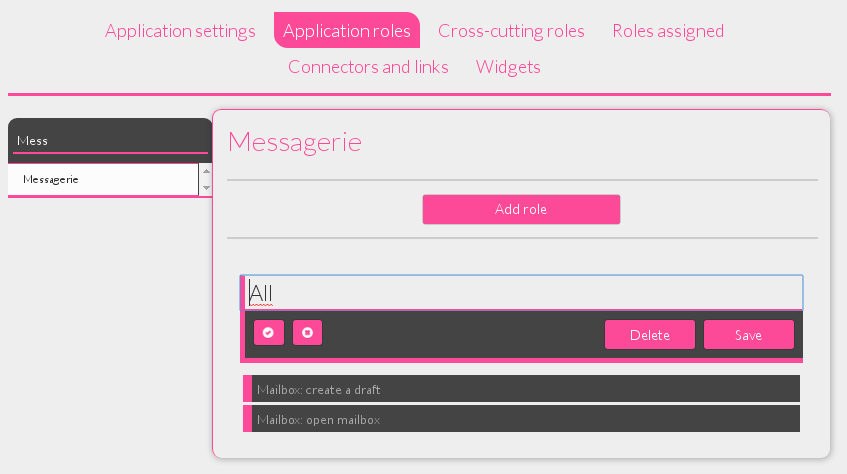 Application settings Application roles Cross-cutting roles Roles assigned
Connectors and links Widgets
Mess
Messagerie
Messagerie
Add role
All
Delete Save
Mailbox: create a draft
Mailbox: open mailbox